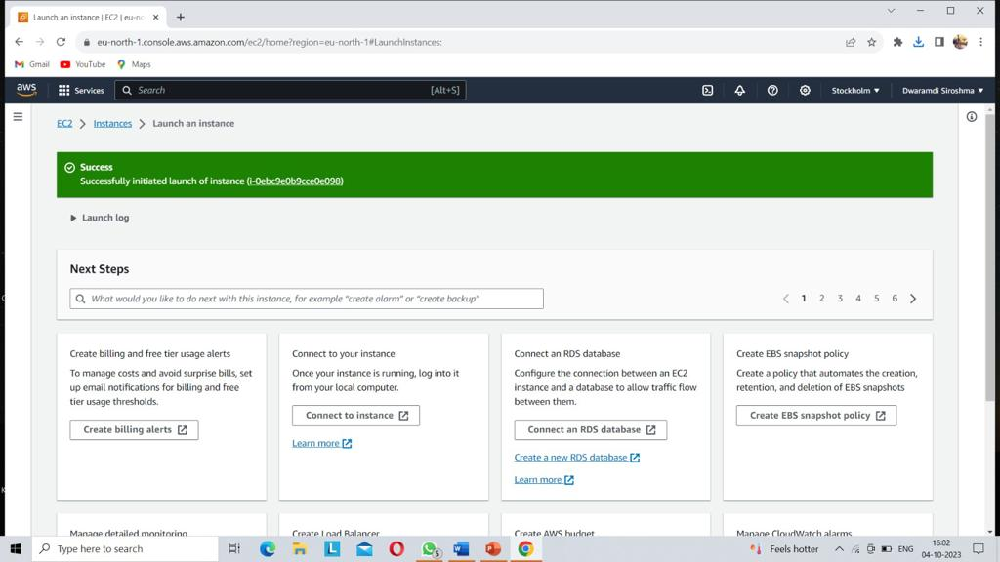 Launch an instance | EC2 | eu-no
eu-north-1.console.aws.amazon.com/ec2/home?region=eu-north-1#LaunchInstances:
Gmail YouTube Maps
aws Services Search [Alt+S] Stockholm Dwaramdi Siroshma
EC2 Instances Launch an instance
Success
Successfully initiated launch of instance (i-0ebc9e0b9cce0e098)
Launch log
Next Steps
What would you like to do next with this instance, for example "create alarm" or "create backup"
1 2 3 4 5 6
Create billing and free tier usage alerts
To manage costs and avoid surprise bills, set
up email notifications for billing and free
tier usage thresholds.
Create billing alerts
Connect to your instance
Once your instance is running, log into it
from your local computer.
Connect to instance
Learn more
Connect an RDS database
Configure the connection between an EC2
instance and a database to allow traffic flow
between them.
Connect an RDS database
Create a new RDS database
Learn more
Create EBS snapshot policy
Create a policy that automates the creation,
retention, and deletion of EBS snapshots
Create EBS snapshot policy
Manage detailed monitoring
Create Load Balancer
Create AWS budget
Manage CloudWatch alarms
Type here to search
L
5
W
P
Feels hotter
ENG
16:02
04-10-2023